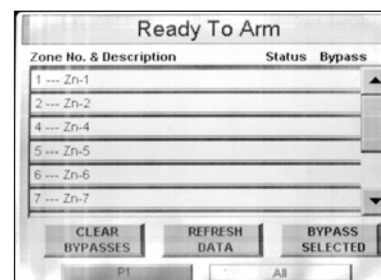 Ready To Arm
Zone No. & Description Status Bypass
1 --- Zn-1
2 --- Zn-2
4 --- Zn-4
5 --- Zn-5
6 --- Zn-6
7 --- Zn-7
CLEAR BYPASSES
REFRESH DATA
BYPASS SELECTED
P1 All